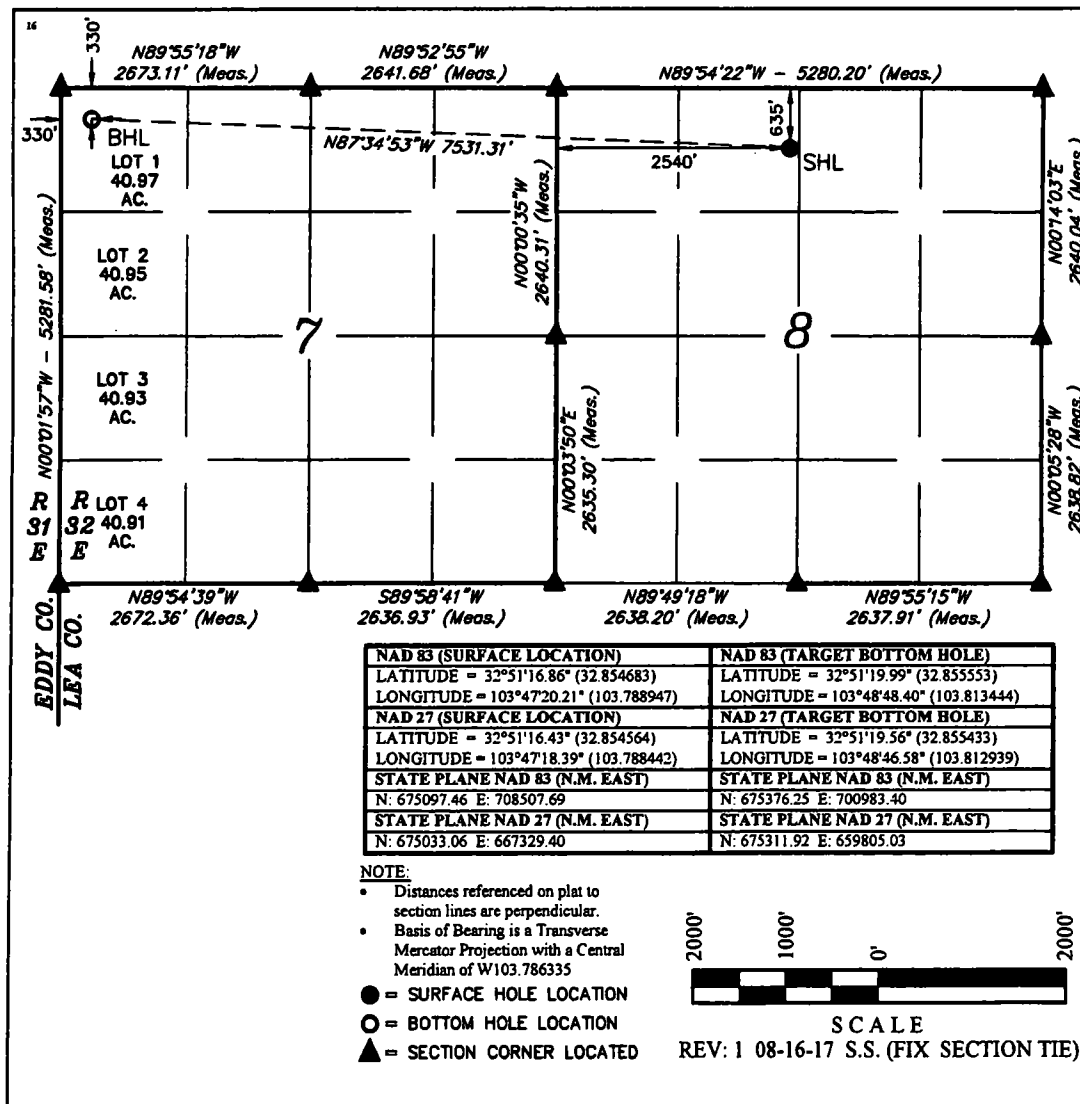 16
330'
N89°55'18"W
2673.11' (Meas.)
N89°52'55"W
2641.68' (Meas.)
N89°54'22"W – 5280.20' (Meas.)
330'
BHL
N87°34'53"W 7531.31'
635'
2540'
SHL
LOT 1
40.97
AC.
N00°00'35"W
2640.31' (Meas.)
N00°14'03"E
2640.04' (Meas.)
LOT 2
40.95
AC.
N00°01'57"W – 5281.58' (Meas.)
7
8
LOT 3
40.93
AC.
N00°03'50"E
2635.30' (Meas.)
N00°05'28"W
2638.82' (Meas.)
R
31
E
R
32
E
LOT 4
40.91
AC.
N89°54'39"W
2672.36' (Meas.)
S89°58'41"W
2636.93' (Meas.)
N89°49'18"W
2638.20' (Meas.)
N89°55'15"W
2637.91' (Meas.)
EDDY CO.
LEA CO.
NAD 83 (SURFACE LOCATION)
LATITUDE = 32°51'16.86" (32.854683)
LONGITUDE = 103°47'20.21" (103.788947)
NAD 27 (SURFACE LOCATION)
LATITUDE = 32°51'16.43" (32.854564)
LONGITUDE = 103°47'18.39" (103.788442)
STATE PLANE NAD 83 (N.M. EAST)
N: 675097.46 E: 708507.69
STATE PLANE NAD 27 (N.M. EAST)
N: 675033.06 E: 667329.40
NAD 83 (TARGET BOTTOM HOLE)
LATITUDE = 32°51'19.99" (32.855553)
LONGITUDE = 103°48'48.40" (103.813444)
NAD 27 (TARGET BOTTOM HOLE)
LATITUDE = 32°51'19.56" (32.855433)
LONGITUDE = 103°48'46.58" (103.812939)
STATE PLANE NAD 83 (N.M. EAST)
N: 675376.25 E: 700983.40
STATE PLANE NAD 27 (N.M. EAST)
N: 675311.92 E: 659805.03
NOTE:
• Distances referenced on plat to
section lines are perpendicular.
• Basis of Bearing is a Transverse
Mercator Projection with a Central
Meridian of W103.786335
= SURFACE HOLE LOCATION
= BOTTOM HOLE LOCATION
= SECTION CORNER LOCATED
2000'
1000'
0'
2000'
SCALE
REV: 1 08-16-17 S.S. (FIX SECTION TIE)